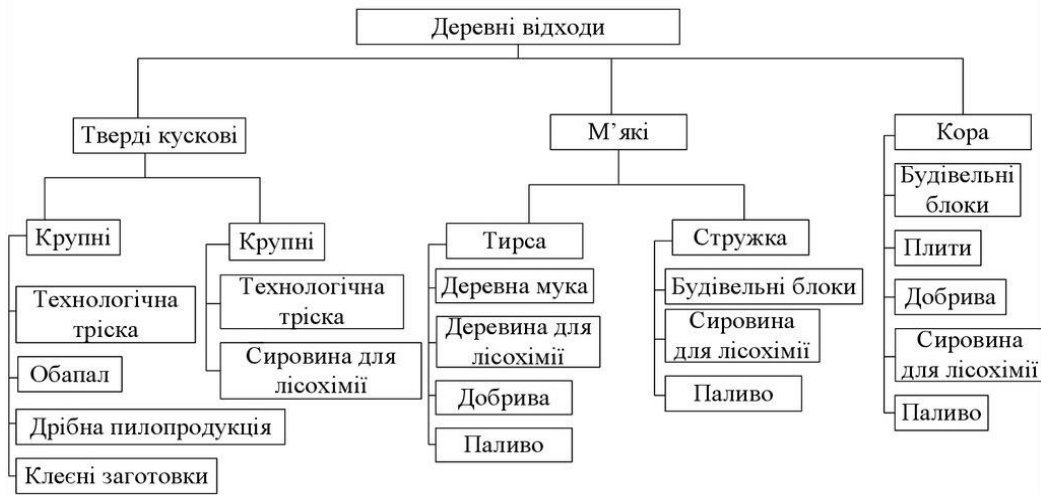 Деревні відходи
Тверді кускові
Крупні
Технологічна
тріска
Обапал
Дрібна пилопродукція
Клеєні заготовки
Крупні
Технологічна
тріска
Сировина для
лісохімії
М’які
Тирса
Деревна мука
Деревина для
лісохімії
Добрива
Паливо
Стружка
Будівельні блоки
Сировина
для лісохімії
Паливо
Кора
Будівельні
блоки
Плити
Добрива
Сировина
для лісохімії
Паливо